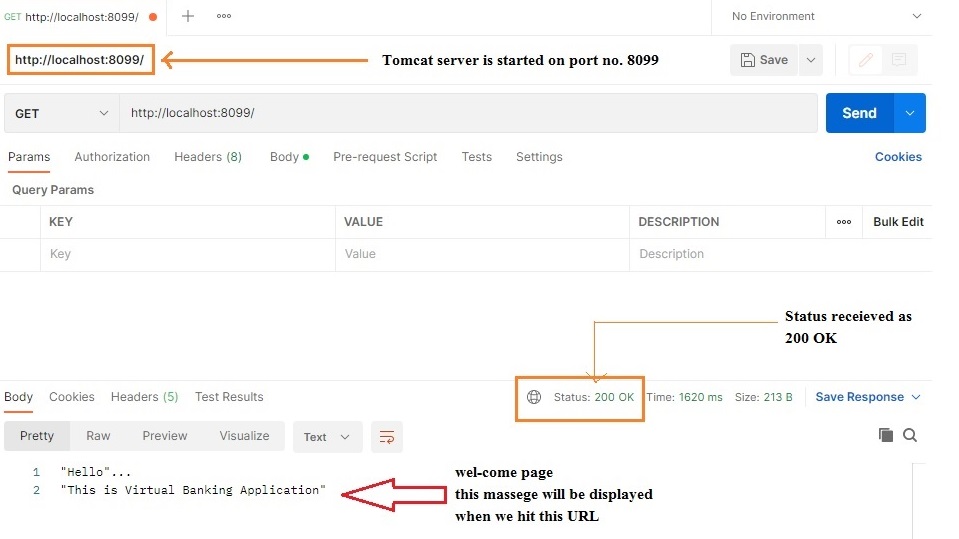 GET http://localhost:8099/ No Environment
http://localhost:8099/ Tomcat server is started on port no. 8099 Save
GET http://localhost:8099/ Send
Params Authorization Headers (8) Body Pre-request Script Tests Settings Cookies
Query Params
KEY VALUE DESCRIPTION Bulk Edit
Key Value Description
Status receieved as
200 OK
Body Cookies Headers (5) Test Results Status: 200 OK Time: 1620 ms Size: 213 B Save Response
Pretty Raw Preview Visualize Text
1 "Hello"...
2 "This is Virtual Banking Application"
wel-come page
this massege will be displayed
when we hit this URL